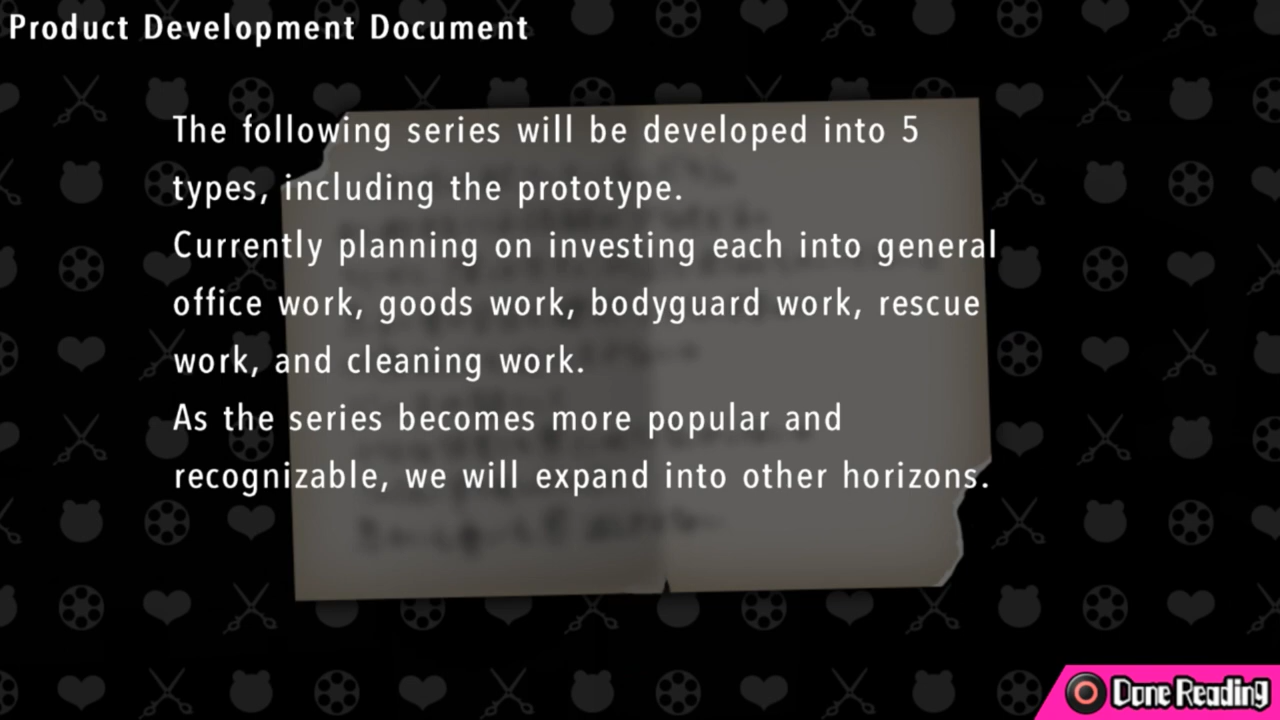 Product Development Document
The following series will be developed into 5
types, including the prototype.
Currently planning on investing each into general
office work, goods work, bodyguard work, rescue
work, and cleaning work.
As the series becomes more popular and
recognizable, we will expand into other horizons.
Done Reading